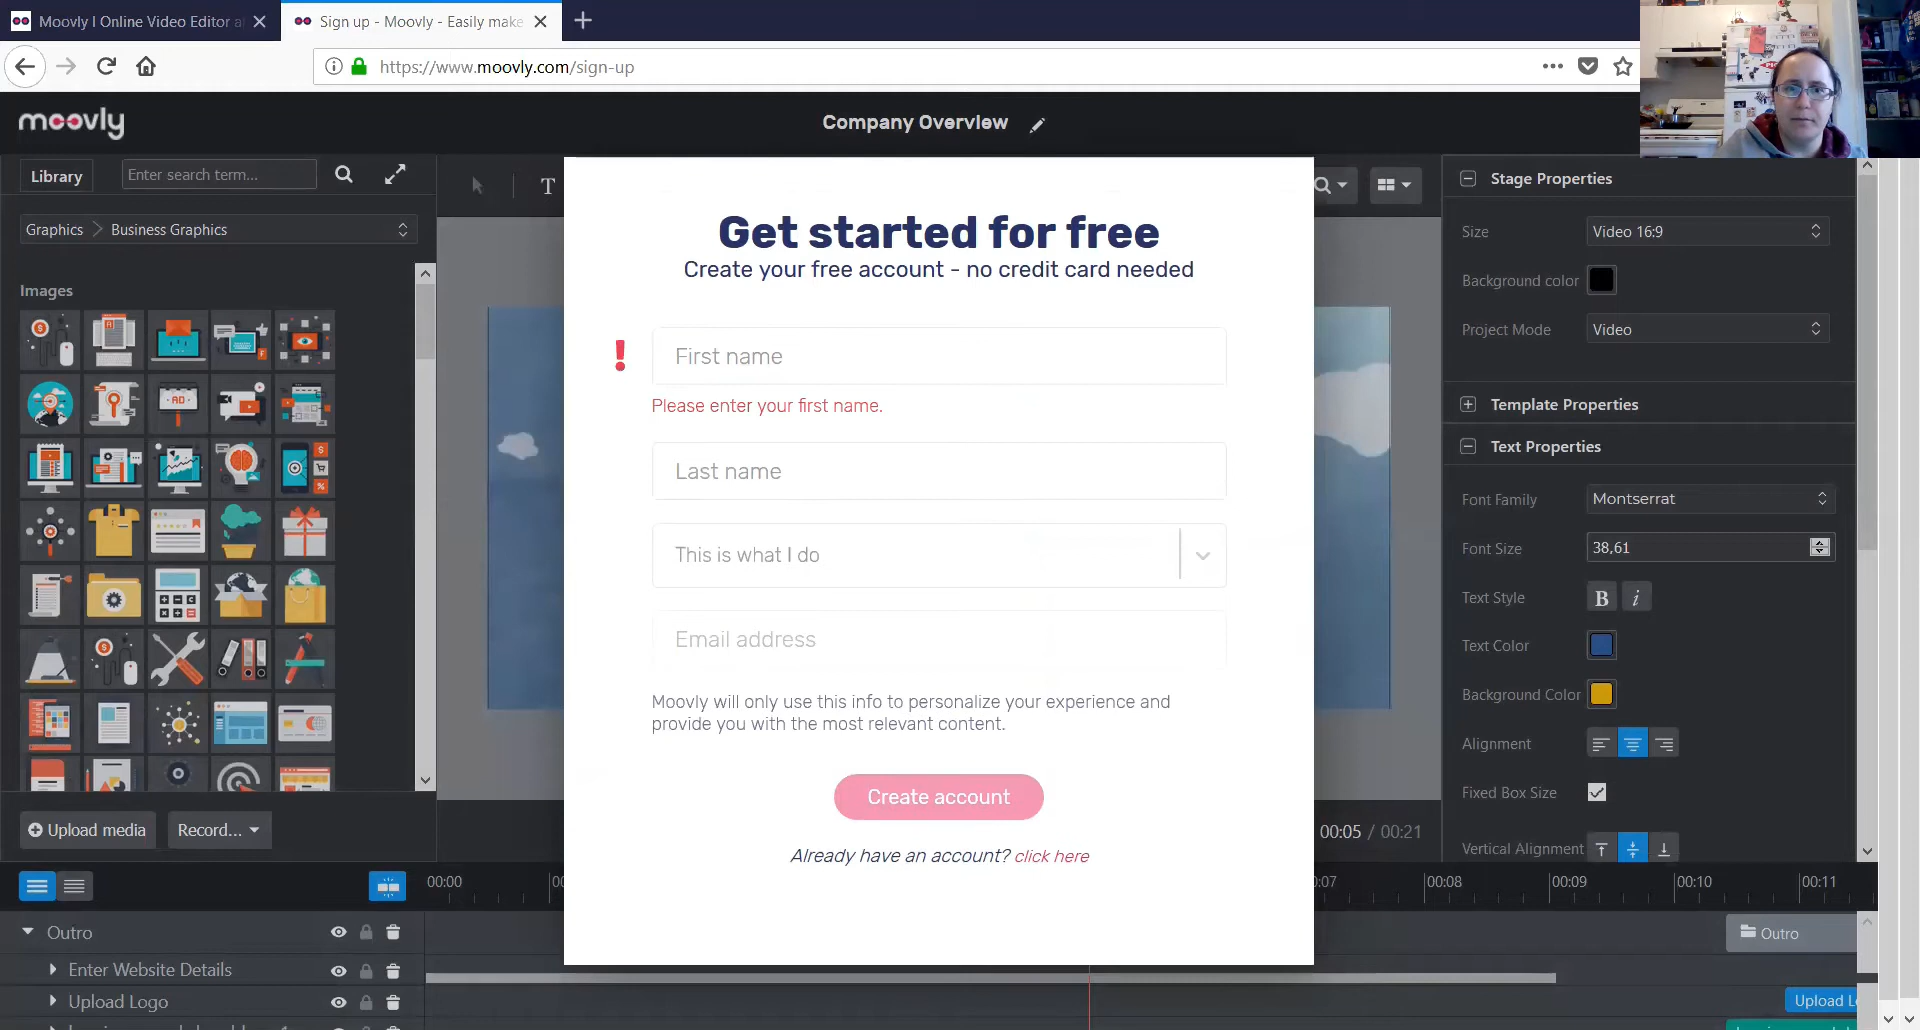 Moovly I Online Video Editor a
Sign up - Moovly - Easily make
https://www.moovly.com/sign-up
moovly
Company Overview
Library
Enter search term...
T
Graphics
Business Graphics
Images
Upload media
Record...
Get started for free
Create your free account - no credit card needed
!
First name
Please enter your first name.
Last name
This is what I do
Email address
Moovly will only use this info to personalize your experience and
provide you with the most relevant content.
Create account
Already have an account? click here
Stage Properties
Size
Video 16:9
Background color
Project Mode
Video
Template Properties
Text Properties
Font Family
Montserrat
Font Size
38,61
Text Style
B i
Text Color
Background Color
Alignment
Fixed Box Size
Vertical Alignment
00:05 / 00:21
00:00
:07
00:08
00:09
00:10
00:11
Outro
Outro
Enter Website Details
Upload Logo
Upload L